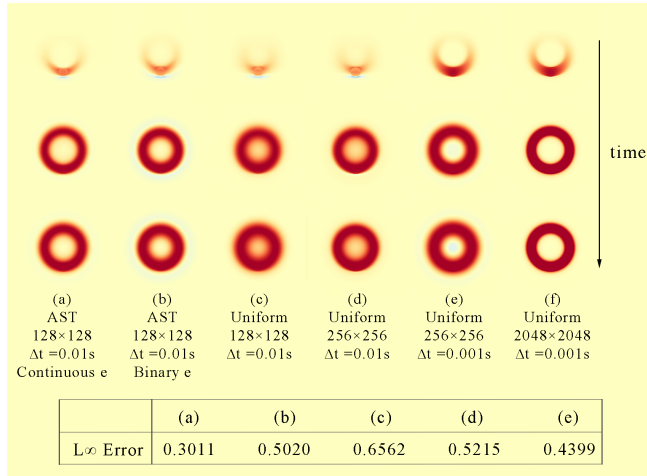 time
(a) (b) (c) (d) (e) (f)
AST AST Uniform Uniform Uniform Uniform
128×128 128×128 128×128 256×256 256×256 2048×2048
Δt =0.01s Δt =0.01s Δt =0.01s Δt =0.01s Δt =0.001s Δt =0.001s
Continuous e Binary e
(a) (b) (c) (d) (e)
L∞ Error 0.3011 0.5020 0.6562 0.5215 0.4399